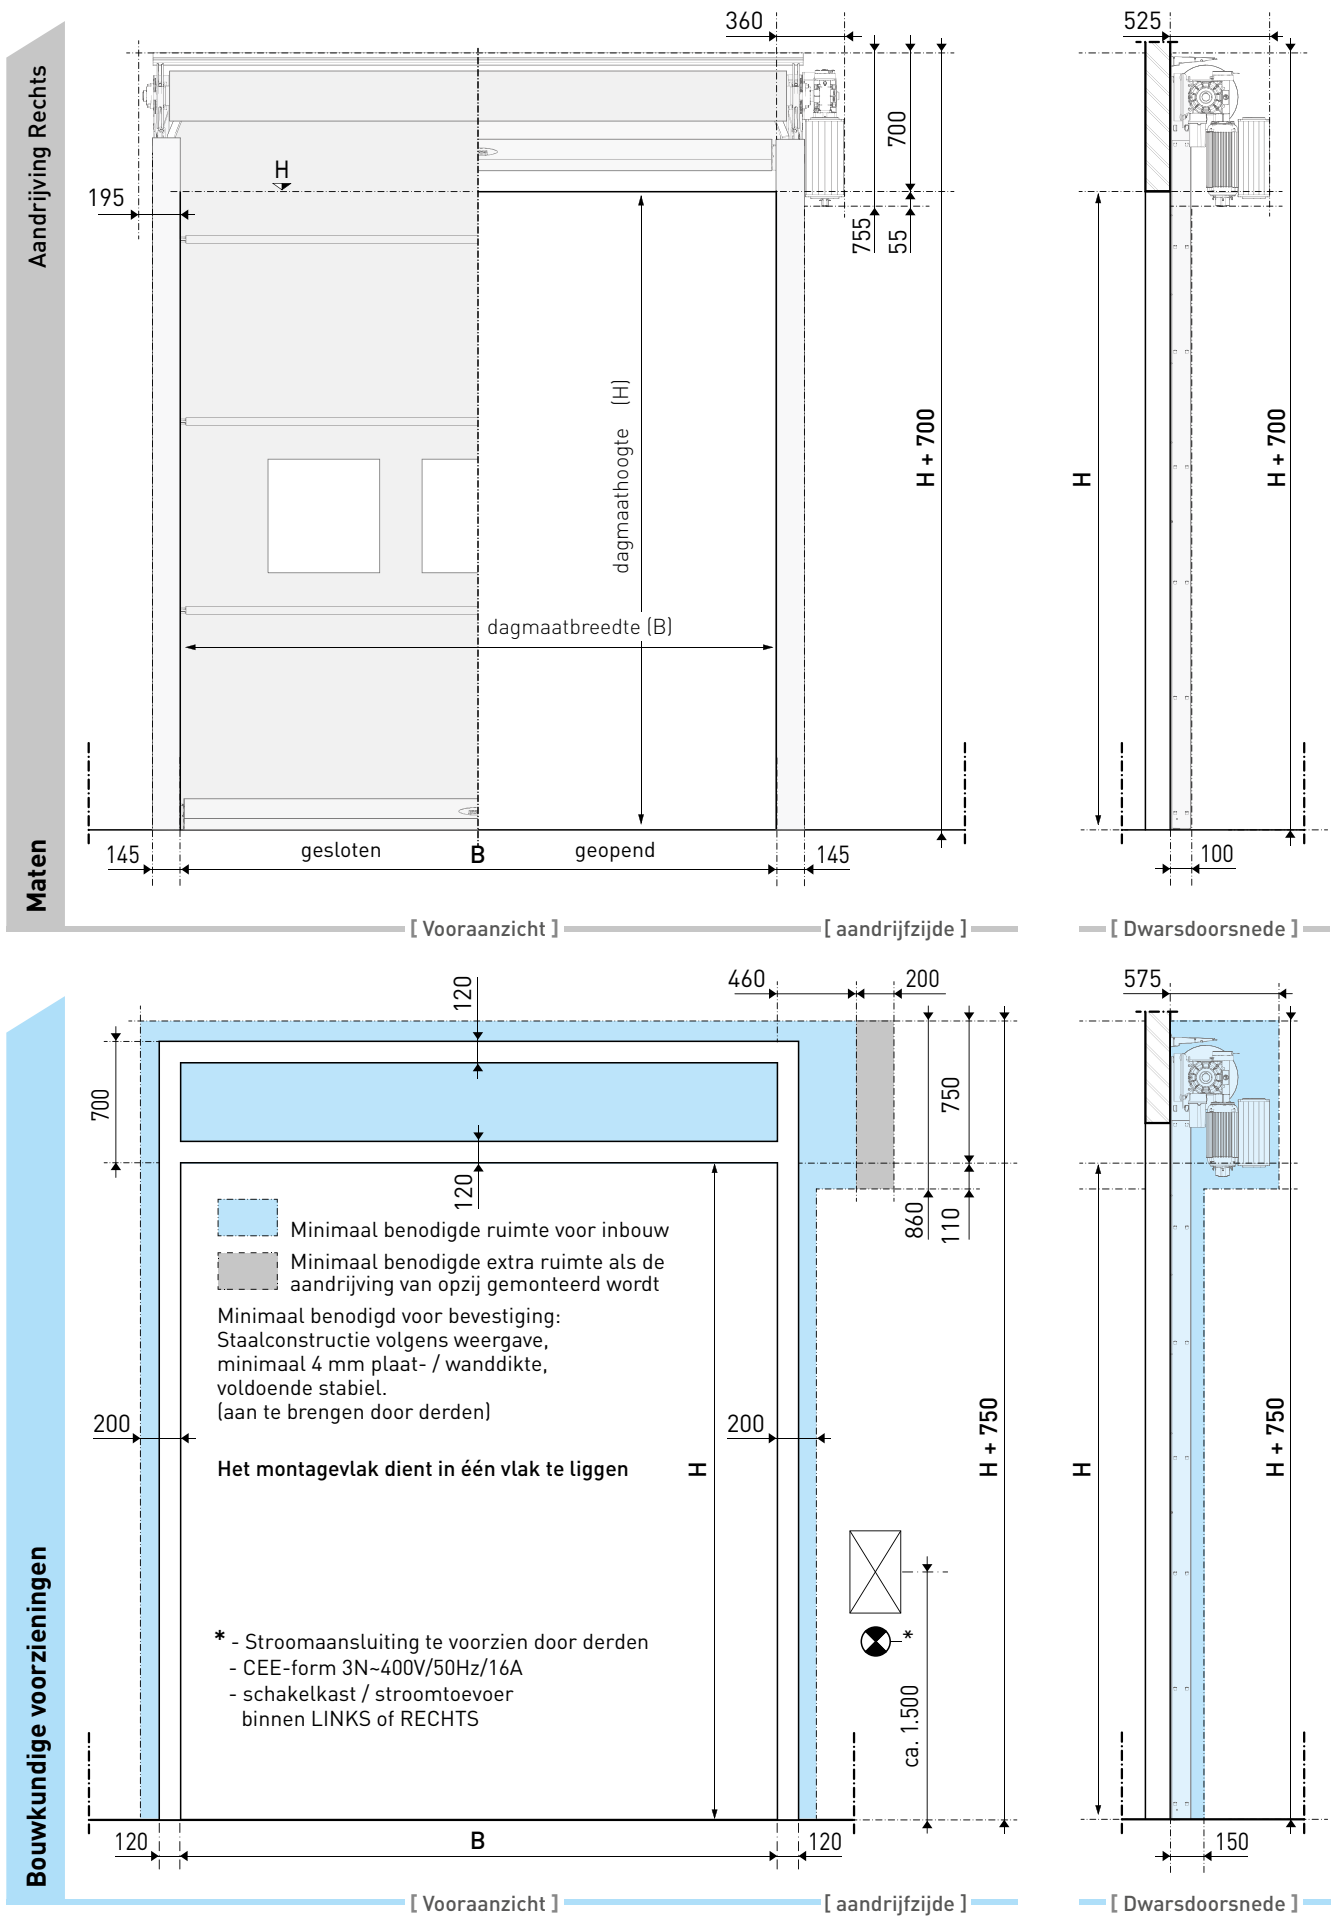 Aandrijving Rechts
Maten
360
525
H
195
700
755
55
dagmaathoogte (H)
H + 700
H
H + 700
dagmaatbreedte (B)
145
gesloten
B
geopend
145
100
[ Vooraanzicht ]
[ aandrijfzijde ]
[ Dwarsdoorsnede ]
Bouwkundige voorzieningen
120
460
200
575
700
750
120
860
110
Minimaal benodigde ruimte voor inbouw
Minimaal benodigde extra ruimte als de
aandrijving van opzij gemonteerd wordt
Minimaal benodigd voor bevestiging:
Staalconstructie volgens weergave,
minimaal 4 mm plaat- / wanddikte,
voldoende stabiel.
(aan te brengen door derden)
200
200
Het montagevlak dient in één vlak te liggen
H
H + 750
H
H + 750
* - Stroomaansluiting te voorzien door derden
- CEE-form 3N~400V/50Hz/16A
- schakelkast / stroomtoevoer
binnen LINKS of RECHTS
*
ca. 1.500
120
B
120
150
[ Vooraanzicht ]
[ aandrijfzijde ]
[ Dwarsdoorsnede ]